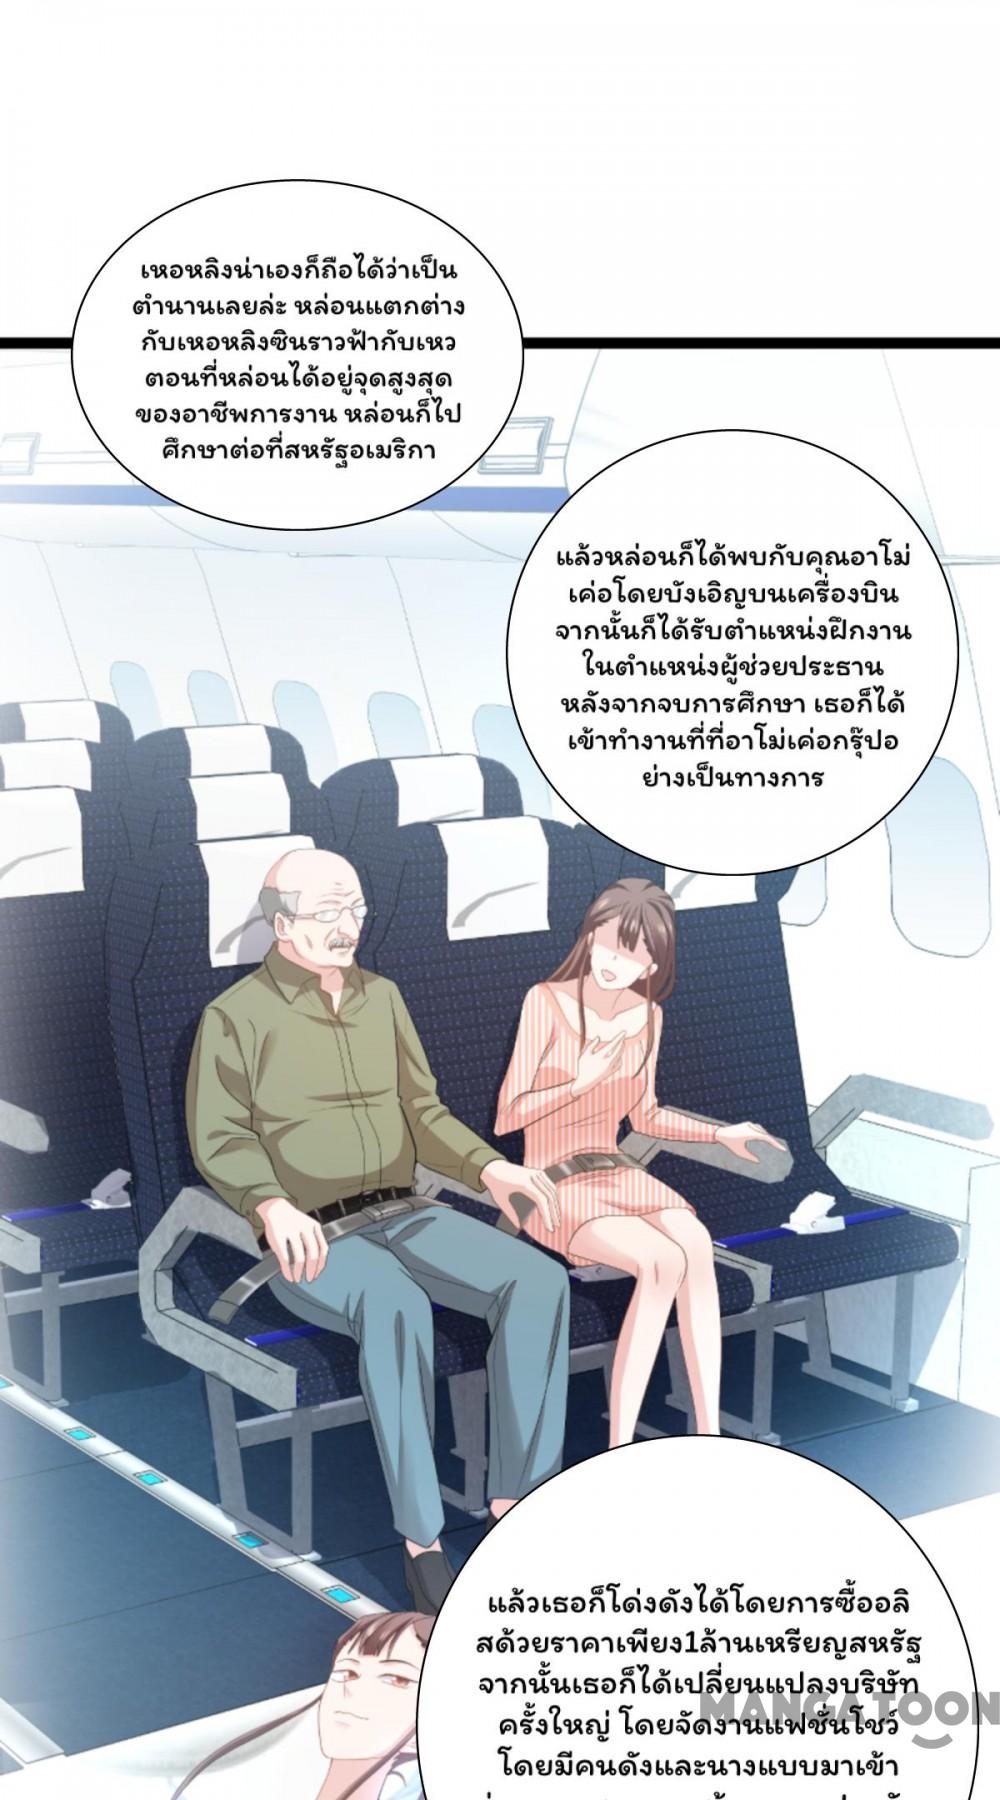 เหอหลิงน่าเองก็ถือได้ว่าเป็น
ตำนานเลยล่ะ หล่อนแตกต่าง
กับเหอหลิงซินราวฟ้ากับเหว
ตอนที่หล่อนได้อยู่จุดสูงสุด
ของอาชีพการงาน หล่อนก็ไป
ศึกษาต่อที่สหรัฐอเมริกา
แล้วหล่อนก็ได้พบกับคุณอาโม่
เค่อโดยบังเอิญบนเครื่องบิน
จากนั้นก็ได้รับตำแหน่งฝึกงาน
ในตำแหน่งผู้ช่วยประธาน
หลังจากจบการศึกษา เธอก็ได้
เข้าทำงานที่ที่อาโม่เค่อกรุ๊ปอ
ย่างเป็นทางการ
แล้วเธอก็โด่งดังได้โดยการซื้ออลิ
สด้วยราคาเพียง1ล้านเหรียญสหรัฐ
จากนั้นเธอก็ได้เปลี่ยนแปลงบริษัท
ครั้งใหญ่ โดยจัดงานแฟชั่นโชว์
โดยมีคนดังและนางแบบมาเข้า
MANGATOON